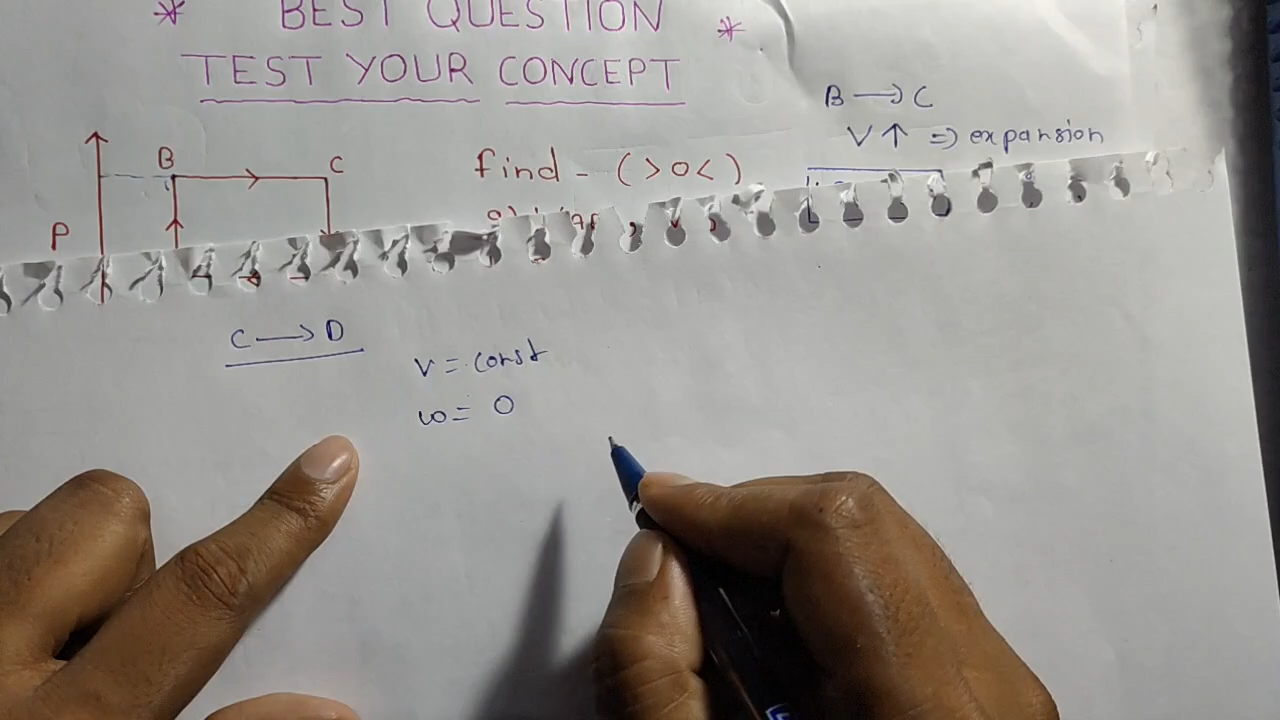 * BEST QUESTION *
TEST YOUR CONCEPT
B → C
V↑ ⇒ expansion
B
C
P
find - (>0<)
C → D
V = const
w = 0